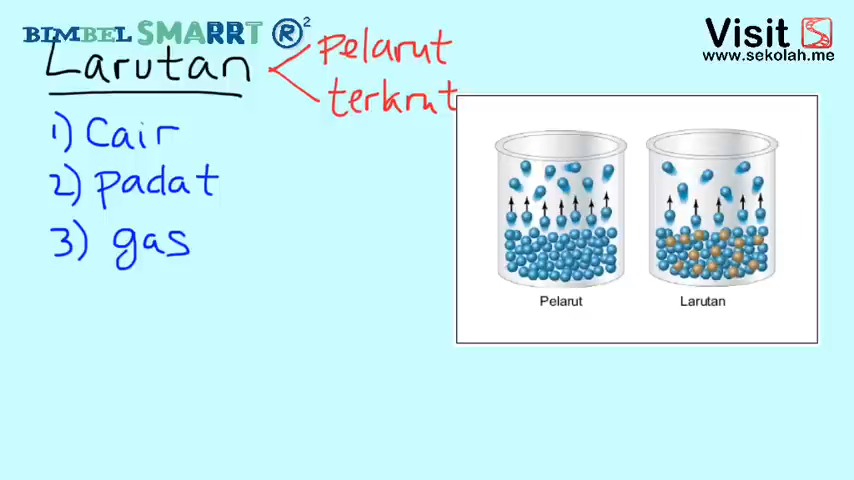 BIMBEL SMARRT ®²
Visit S
www.sekolah.me
Larutan
Pelarut
terlarut
1) Cair
2) padat
3) gas
Pelarut
Larutan